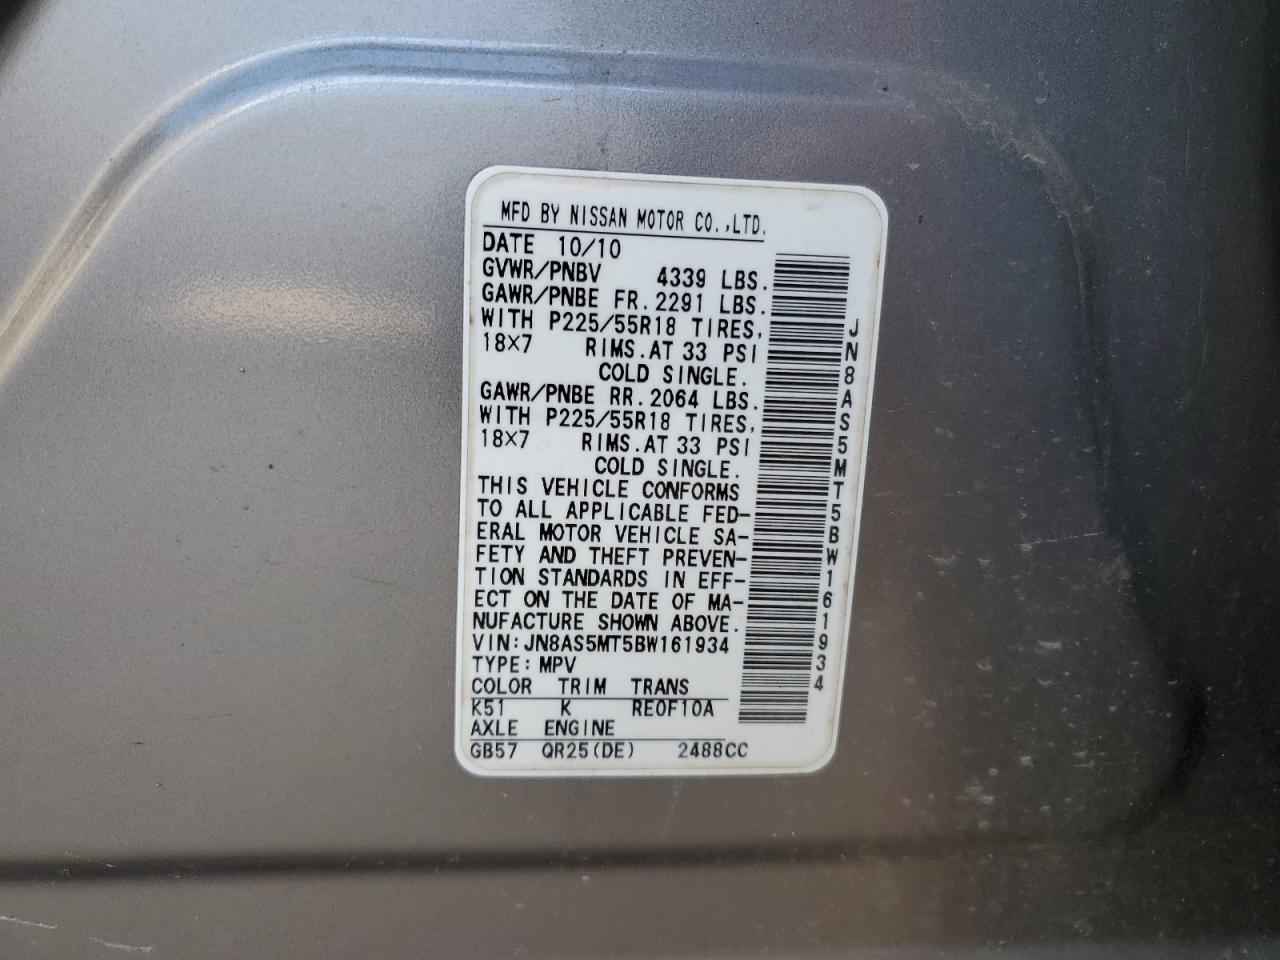 MFD BY NISSAN MOTOR CO.,LTD.
DATE 10/10
GVWR/PNBV 4339 LBS.
GAWR/PNBE FR.2291 LBS.
WITH P225/55R18 TIRES,
18×7 RIMS.AT 33 PSI
COLD SINGLE.
GAWR/PNBE RR.2064 LBS.
WITH P225/55R18 TIRES,
18×7 RIMS.AT 33 PSI
COLD SINGLE.
THIS VEHICLE CONFORMS
TO ALL APPLICABLE FED-
ERAL MOTOR VEHICLE SA-
FETY AND THEFT PREVEN-
TION STANDARDS IN EFF-
ECT ON THE DATE OF MA-
NUFACTURE SHOWN ABOVE.
VIN:JN8AS5MT5BW161934
TYPE:MPV
COLOR TRIM TRANS
K51 K RE0F10A
AXLE ENGINE
GB57 QR25(DE) 2488CC
JN8AS5MT5BW161934